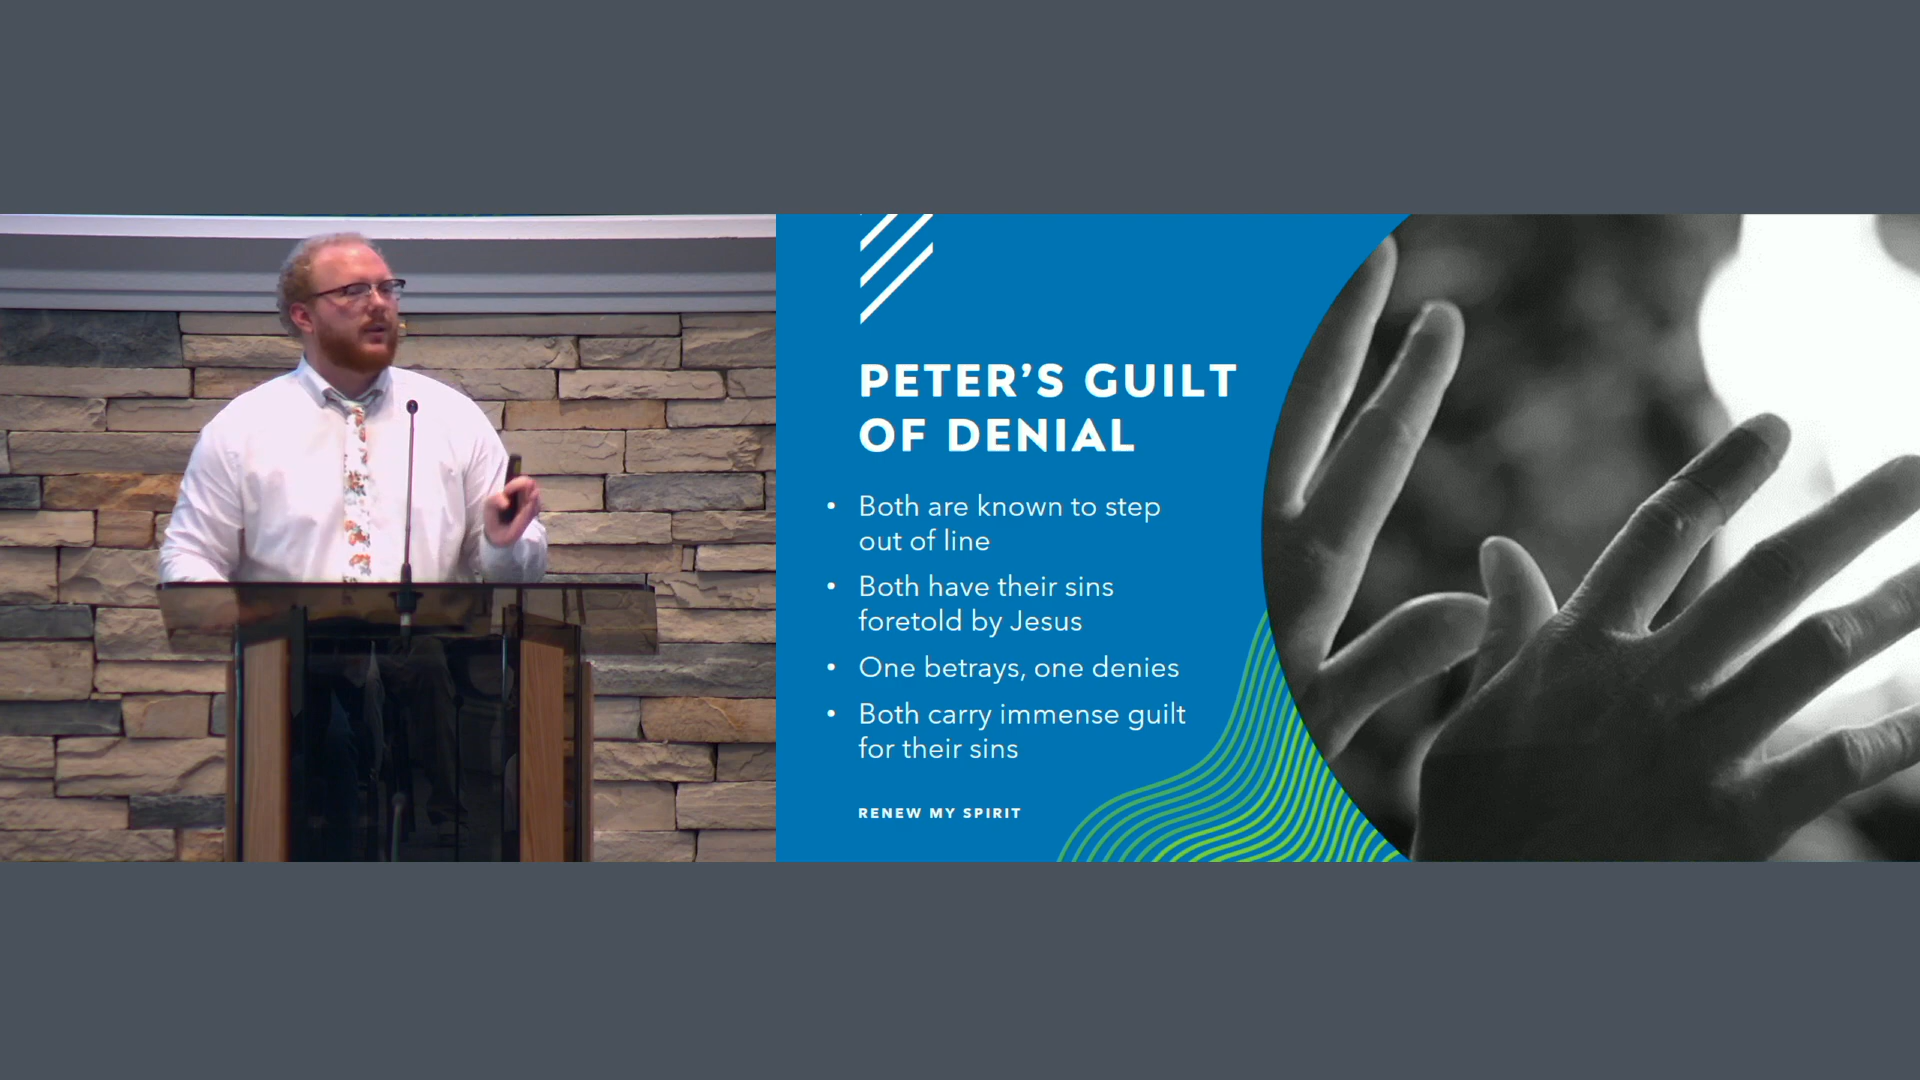 PETER’S GUILT
OF DENIAL
• Both are known to step
out of line
• Both have their sins
foretold by Jesus
• One betrays, one denies
• Both carry immense guilt
for their sins
RENEW MY SPIRIT